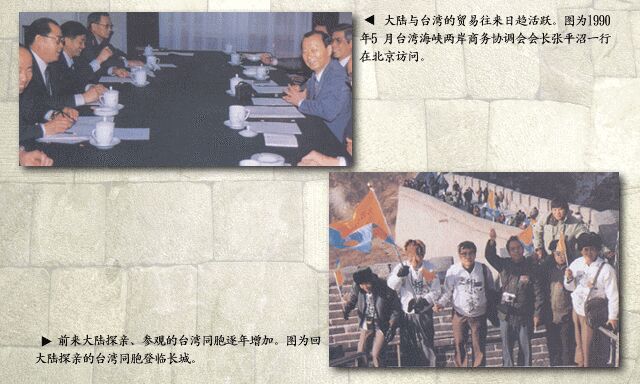 ◀ 大陆与台湾的贸易往来日趋活跃。图为1990
年5 月台湾海峡两岸商务协调会会长张平沼一行
在北京访问。
▶ 前来大陆探亲、参观的台湾同胞逐年增加。图为回
大陆探亲的台湾同胞登临长城。